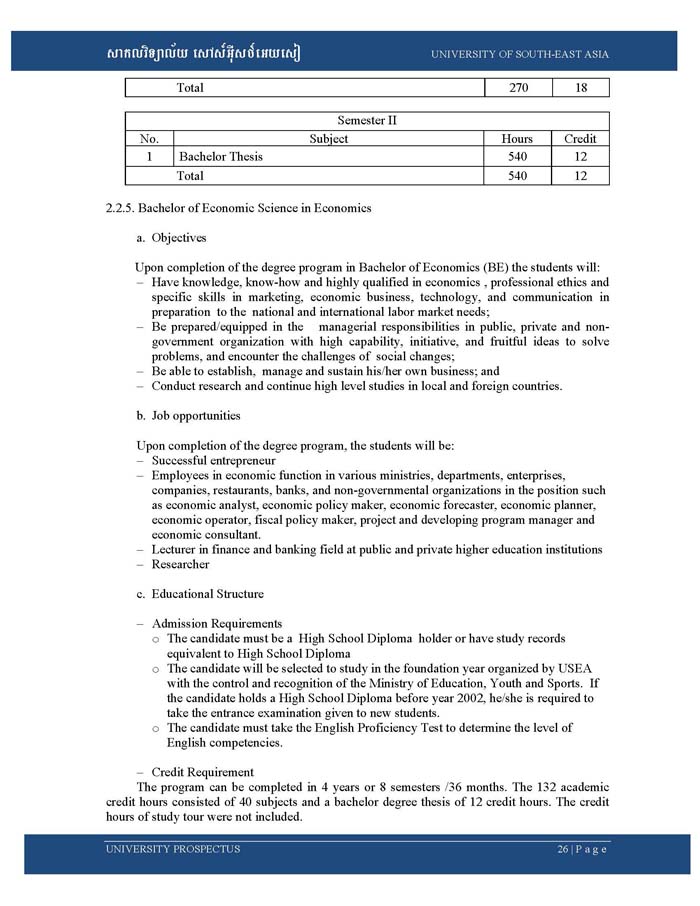 សាកលវិទ្យាល័យ សៅស៍អ៊ីសថ៍អេយសៀ UNIVERSITY OF SOUTH-EAST ASIA
Total 270 18
Semester II
No. Subject Hours Credit
1 Bachelor Thesis 540 12
Total 540 12
2.2.5. Bachelor of Economic Science in Economics
a. Objectives
Upon completion of the degree program in Bachelor of Economics (BE) the students will:
– Have knowledge, know-how and highly qualified in economics , professional ethics and
specific skills in marketing, economic business, technology, and communication in
preparation to the national and international labor market needs;
– Be prepared/equipped in the managerial responsibilities in public, private and non-
government organization with high capability, initiative, and fruitful ideas to solve
problems, and encounter the challenges of social changes;
– Be able to establish, manage and sustain his/her own business; and
– Conduct research and continue high level studies in local and foreign countries.
b. Job opportunities
Upon completion of the degree program, the students will be:
– Successful entrepreneur
– Employees in economic function in various ministries, departments, enterprises,
companies, restaurants, banks, and non-governmental organizations in the position such
as economic analyst, economic policy maker, economic forecaster, economic planner,
economic operator, fiscal policy maker, project and developing program manager and
economic consultant.
– Lecturer in finance and banking field at public and private higher education institutions
– Researcher
c. Educational Structure
– Admission Requirements
o The candidate must be a High School Diploma holder or have study records
equivalent to High School Diploma
o The candidate will be selected to study in the foundation year organized by USEA
with the control and recognition of the Ministry of Education, Youth and Sports. If
the candidate holds a High School Diploma before year 2002, he/she is required to
take the entrance examination given to new students.
o The candidate must take the English Proficiency Test to determine the level of
English competencies.
– Credit Requirement
The program can be completed in 4 years or 8 semesters /36 months. The 132 academic
credit hours consisted of 40 subjects and a bachelor degree thesis of 12 credit hours. The credit
hours of study tour were not included.
UNIVERSITY PROSPECTUS 26 | P a g e